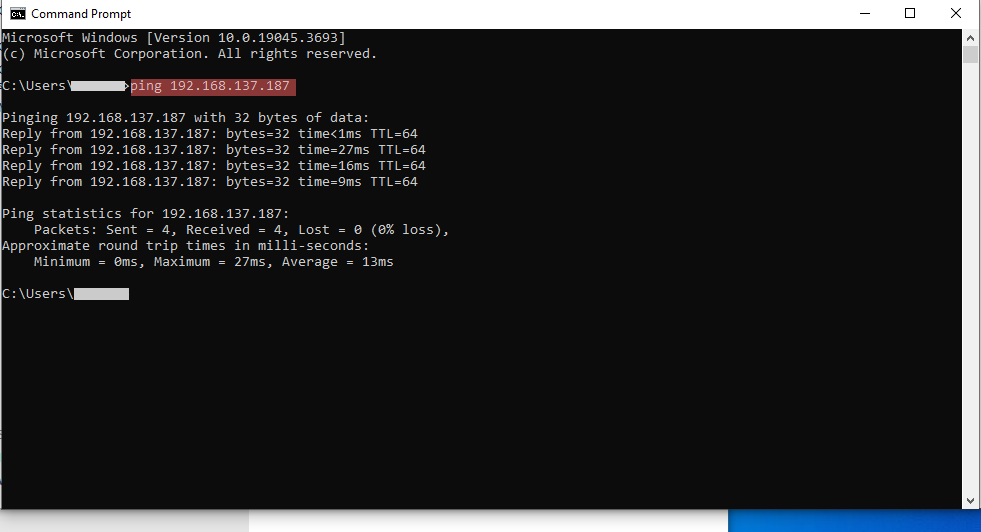 Command Prompt
Microsoft Windows [Version 10.0.19045.3693]
(c) Microsoft Corporation. All rights reserved.
C:\Users\>ping 192.168.137.187
Pinging 192.168.137.187 with 32 bytes of data:
Reply from 192.168.137.187: bytes=32 time<1ms TTL=64
Reply from 192.168.137.187: bytes=32 time=27ms TTL=64
Reply from 192.168.137.187: bytes=32 time=16ms TTL=64
Reply from 192.168.137.187: bytes=32 time=9ms TTL=64
Ping statistics for 192.168.137.187:
Packets: Sent = 4, Received = 4, Lost = 0 (0% loss),
Approximate round trip times in milli-seconds:
Minimum = 0ms, Maximum = 27ms, Average = 13ms
C:\Users\